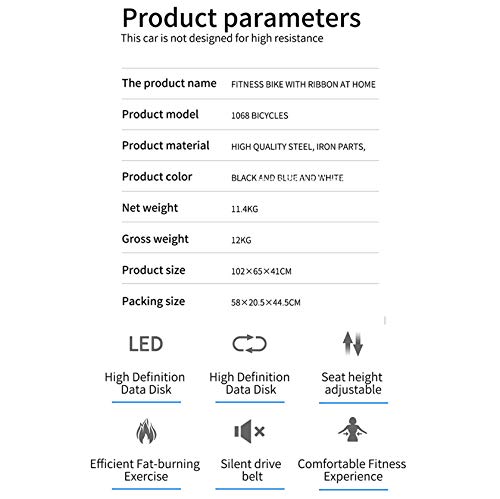 Product parameters
This car is not designed for high resistance
The product name FITNESS BIKE WITH RIBBON AT HOME
Product model 1068 BICYCLES
Product material HIGH QUALITY STEEL, IRON PARTS,
Product color BLACK AND BLUE AND WHITE
Net weight 11.4KG
Gross weight 12KG
Product size 102×65×41CM
Packing size 58×20.5×44.5CM
LED
High Definition High Definition Seat height
Data Disk Data Disk adjustable
Efficient Fat-burning Silent drive Comfortable Fitness
Exercise belt Experience